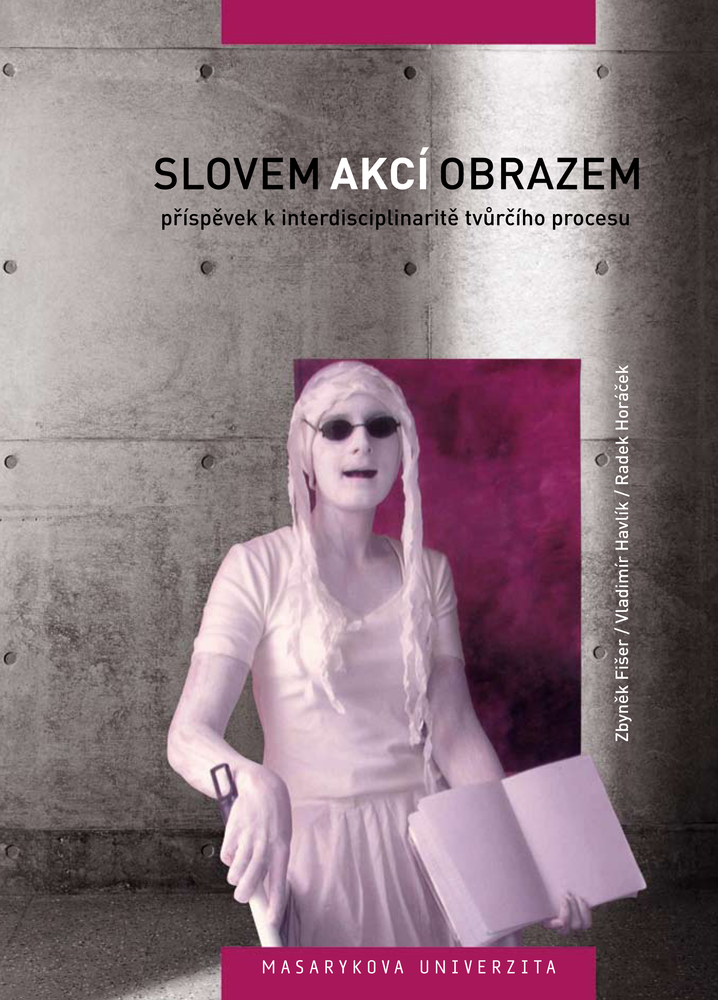 SLOVEM AKCÍ OBRAZEM
příspěvek k interdisciplinaritě tvůrčího procesu
Zbyněk Fišer / Vladimír Havlík / Radek Horáček
MASARYKOVA UNIVERZITA